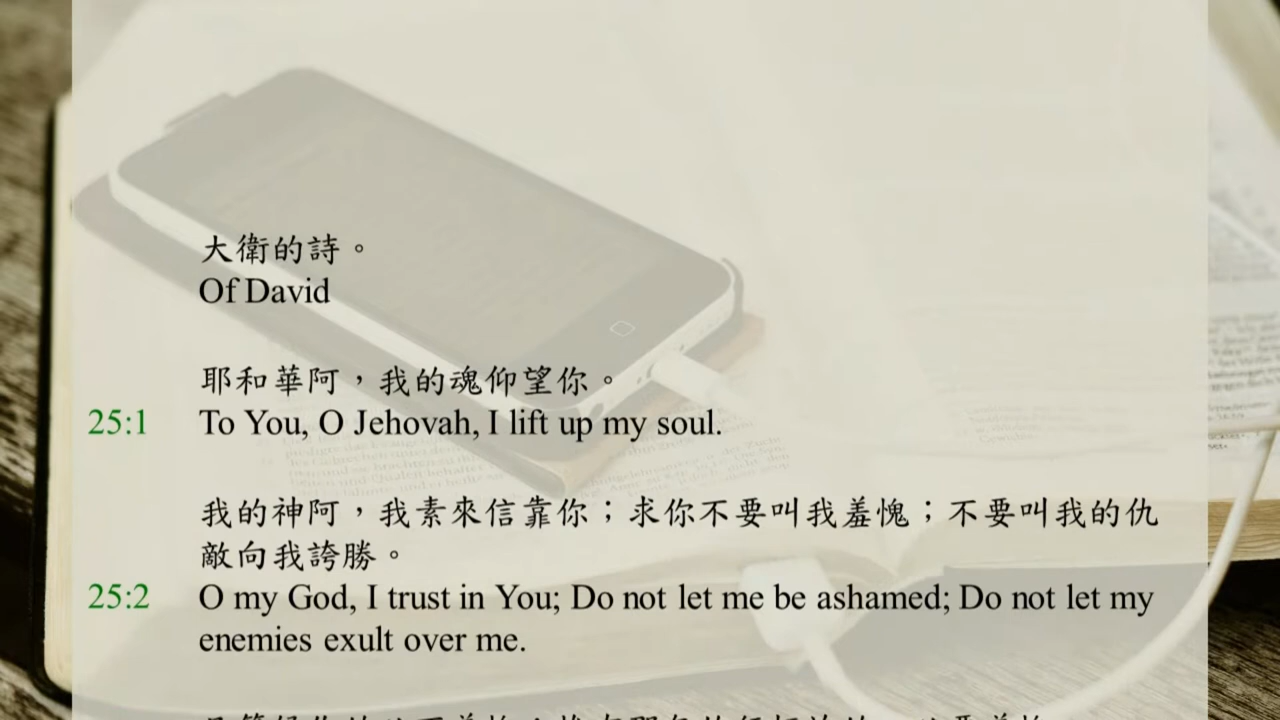 大衛的詩。
Of David
耶和華阿，我的魂仰望你。
25:1 To You, O Jehovah, I lift up my soul.
我的神阿，我素來信靠你；求你不要叫我羞愧；不要叫我的仇
敵向我誇勝。
25:2 O my God, I trust in You; Do not let me be ashamed; Do not let my
enemies exult over me.